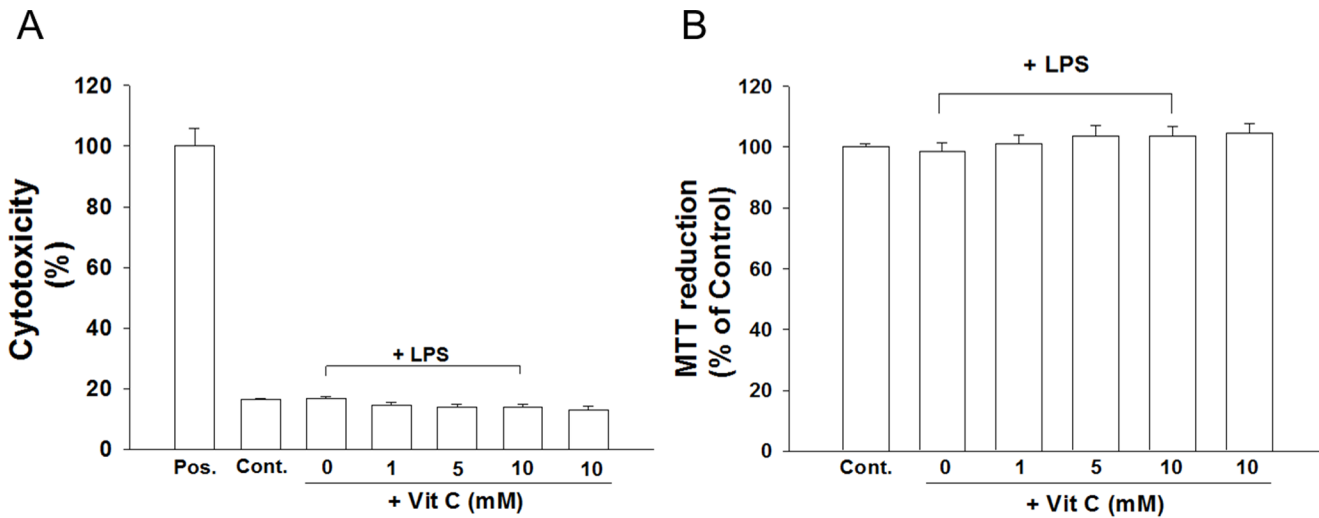 A
120
100
80
60
40
20
0
Cytotoxicity
(%)
+ LPS
Pos. Cont. 0 1 5 10 10
+ Vit C (mM)
B
120
100
80
60
40
20
0
MTT reduction
(% of Control)
+ LPS
Cont. 0 1 5 10 10
+ Vit C (mM)